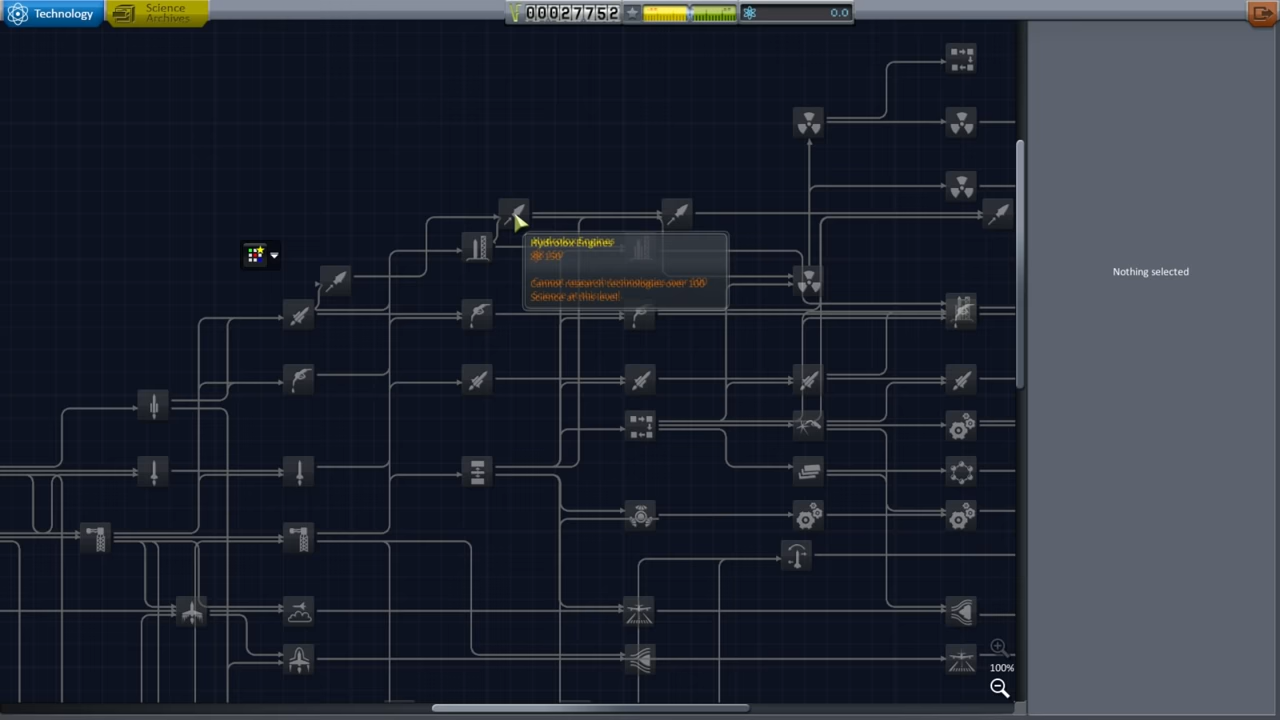 Technology
Science
Archives
00027752
0.0
Hydrolox Engines
150
Cannot research technologies over 100
Science at this level
Nothing selected
100%